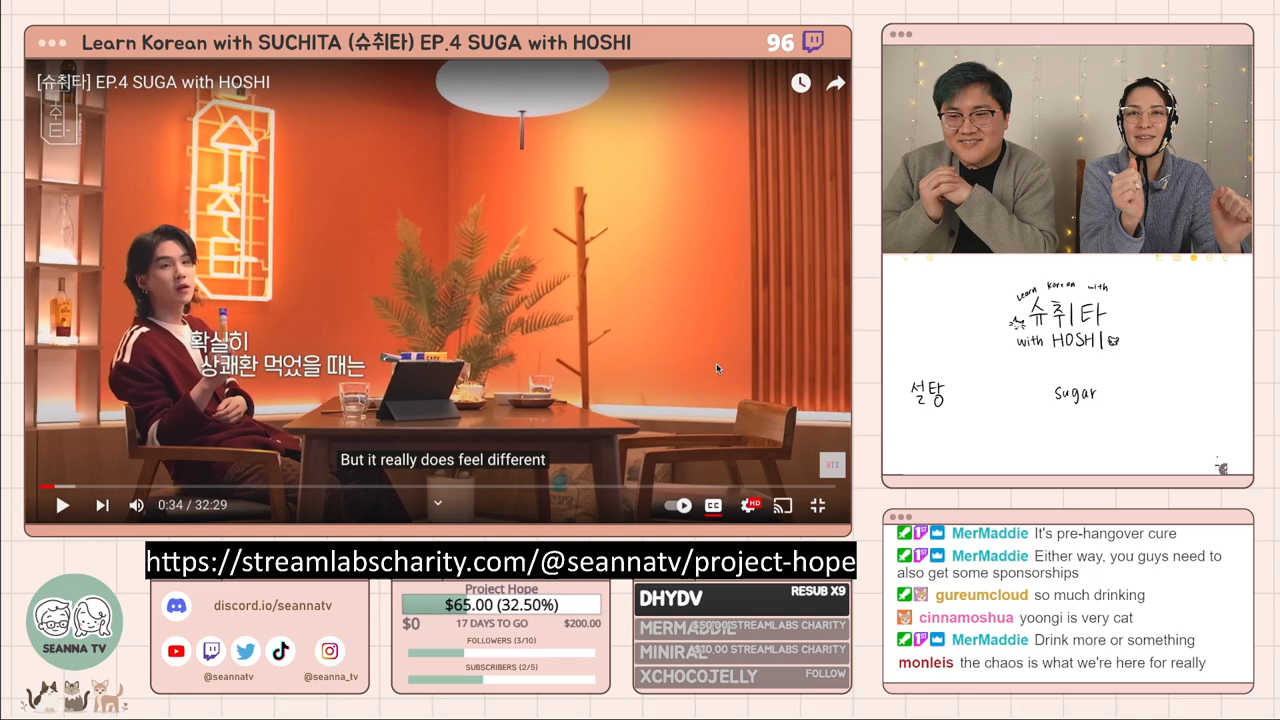 Learn Korean with SUCHITA (슈취타) EP.4 SUGA with HOSHI
96
[슈취타] EP.4 SUGA with HOSHI
슈취타
확실히
상쾌환 먹었을 때는
But it really does feel different
BTS
0:34 / 32:29
CC
HD
Learn Korean with
슈취타
with HOSHI
설탕 sugar
https://streamlabscharity.com/@seannatv/project-hope
SEANNA TV
discord.io/seannatv
@seannatv
@seanna_tv
Project Hope
$65.00 (32.50%)
$0 17 DAYS TO GO $200.00
FOLLOWERS (3/10)
SUBSCRIBERS (2/5)
DHYDV RESUB X9
MERMADDIE $50.00 STREAMLABS CHARITY
MINIRAL $10.00 STREAMLABS CHARITY
XCHOCOJELLY FOLLOW
MerMaddie It's pre-hangover cure
MerMaddie Either way, you guys need to
also get some sponsorships
gureumcloud so much drinking
cinnamoshua yoongi is very cat
MerMaddie Drink more or something
monleis the chaos is what we're here for really